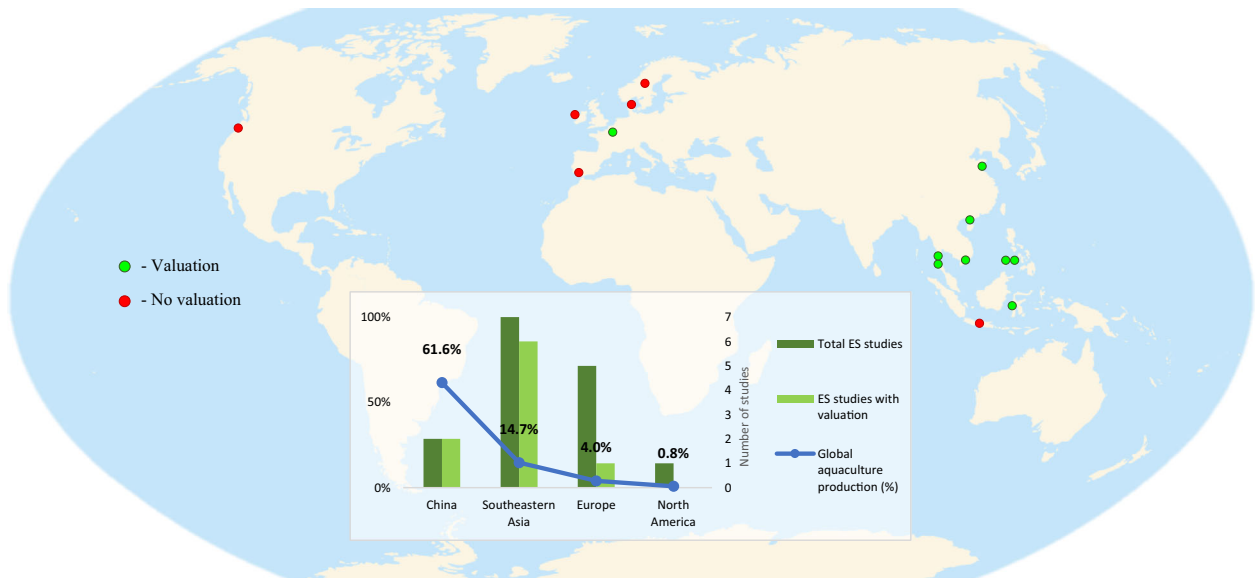 - Valuation
- No valuation
100%
50%
0%
61.6%
14.7%
4.0%
0.8%
7
6
5
4
3
2
1
0
Number of studies
China
Southeastern
Asia
Europe
North
America
Total ES studies
ES studies with
valuation
Global
aquaculture
production (%)